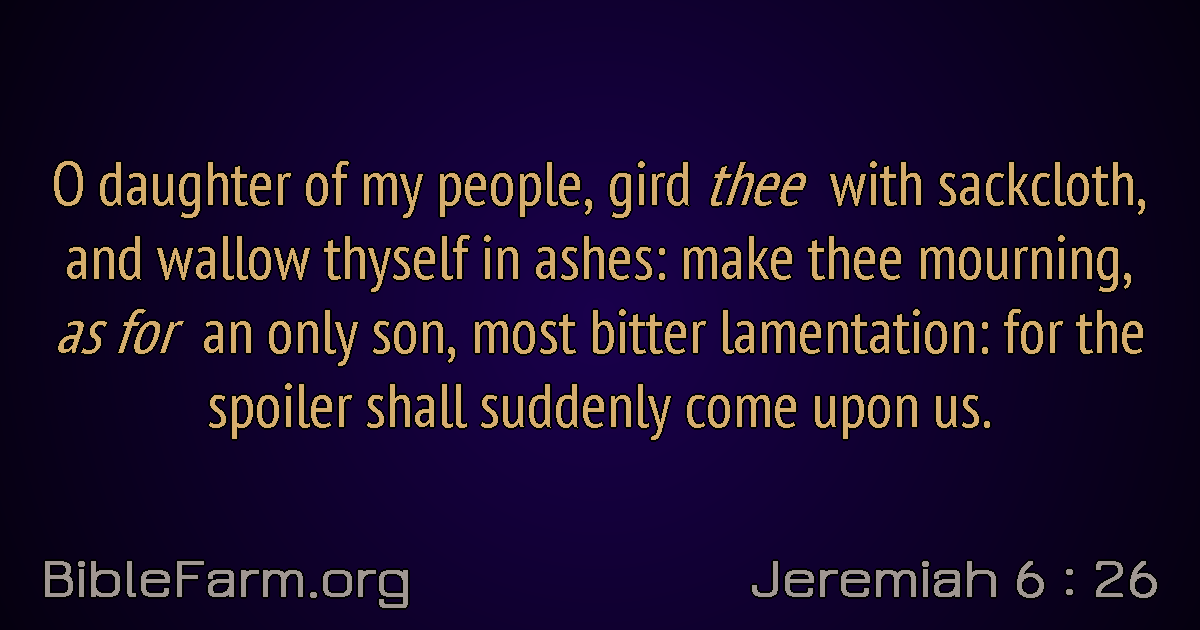 O daughter of my people, gird thee with sackcloth,
and wallow thyself in ashes: make thee mourning,
as for an only son, most bitter lamentation: for the
spoiler shall suddenly come upon us.
BibleFarm.org
Jeremiah 6 : 26